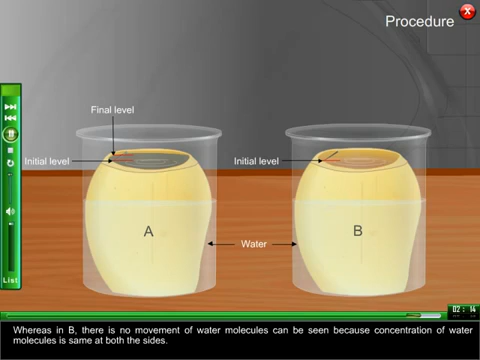 Procedure
X
Final level
Initial level
Initial level
A
B
Water
List
02 : 14
Whereas in B, there is no movement of water molecules can be seen because concentration of water
molecules is same at both the sides.